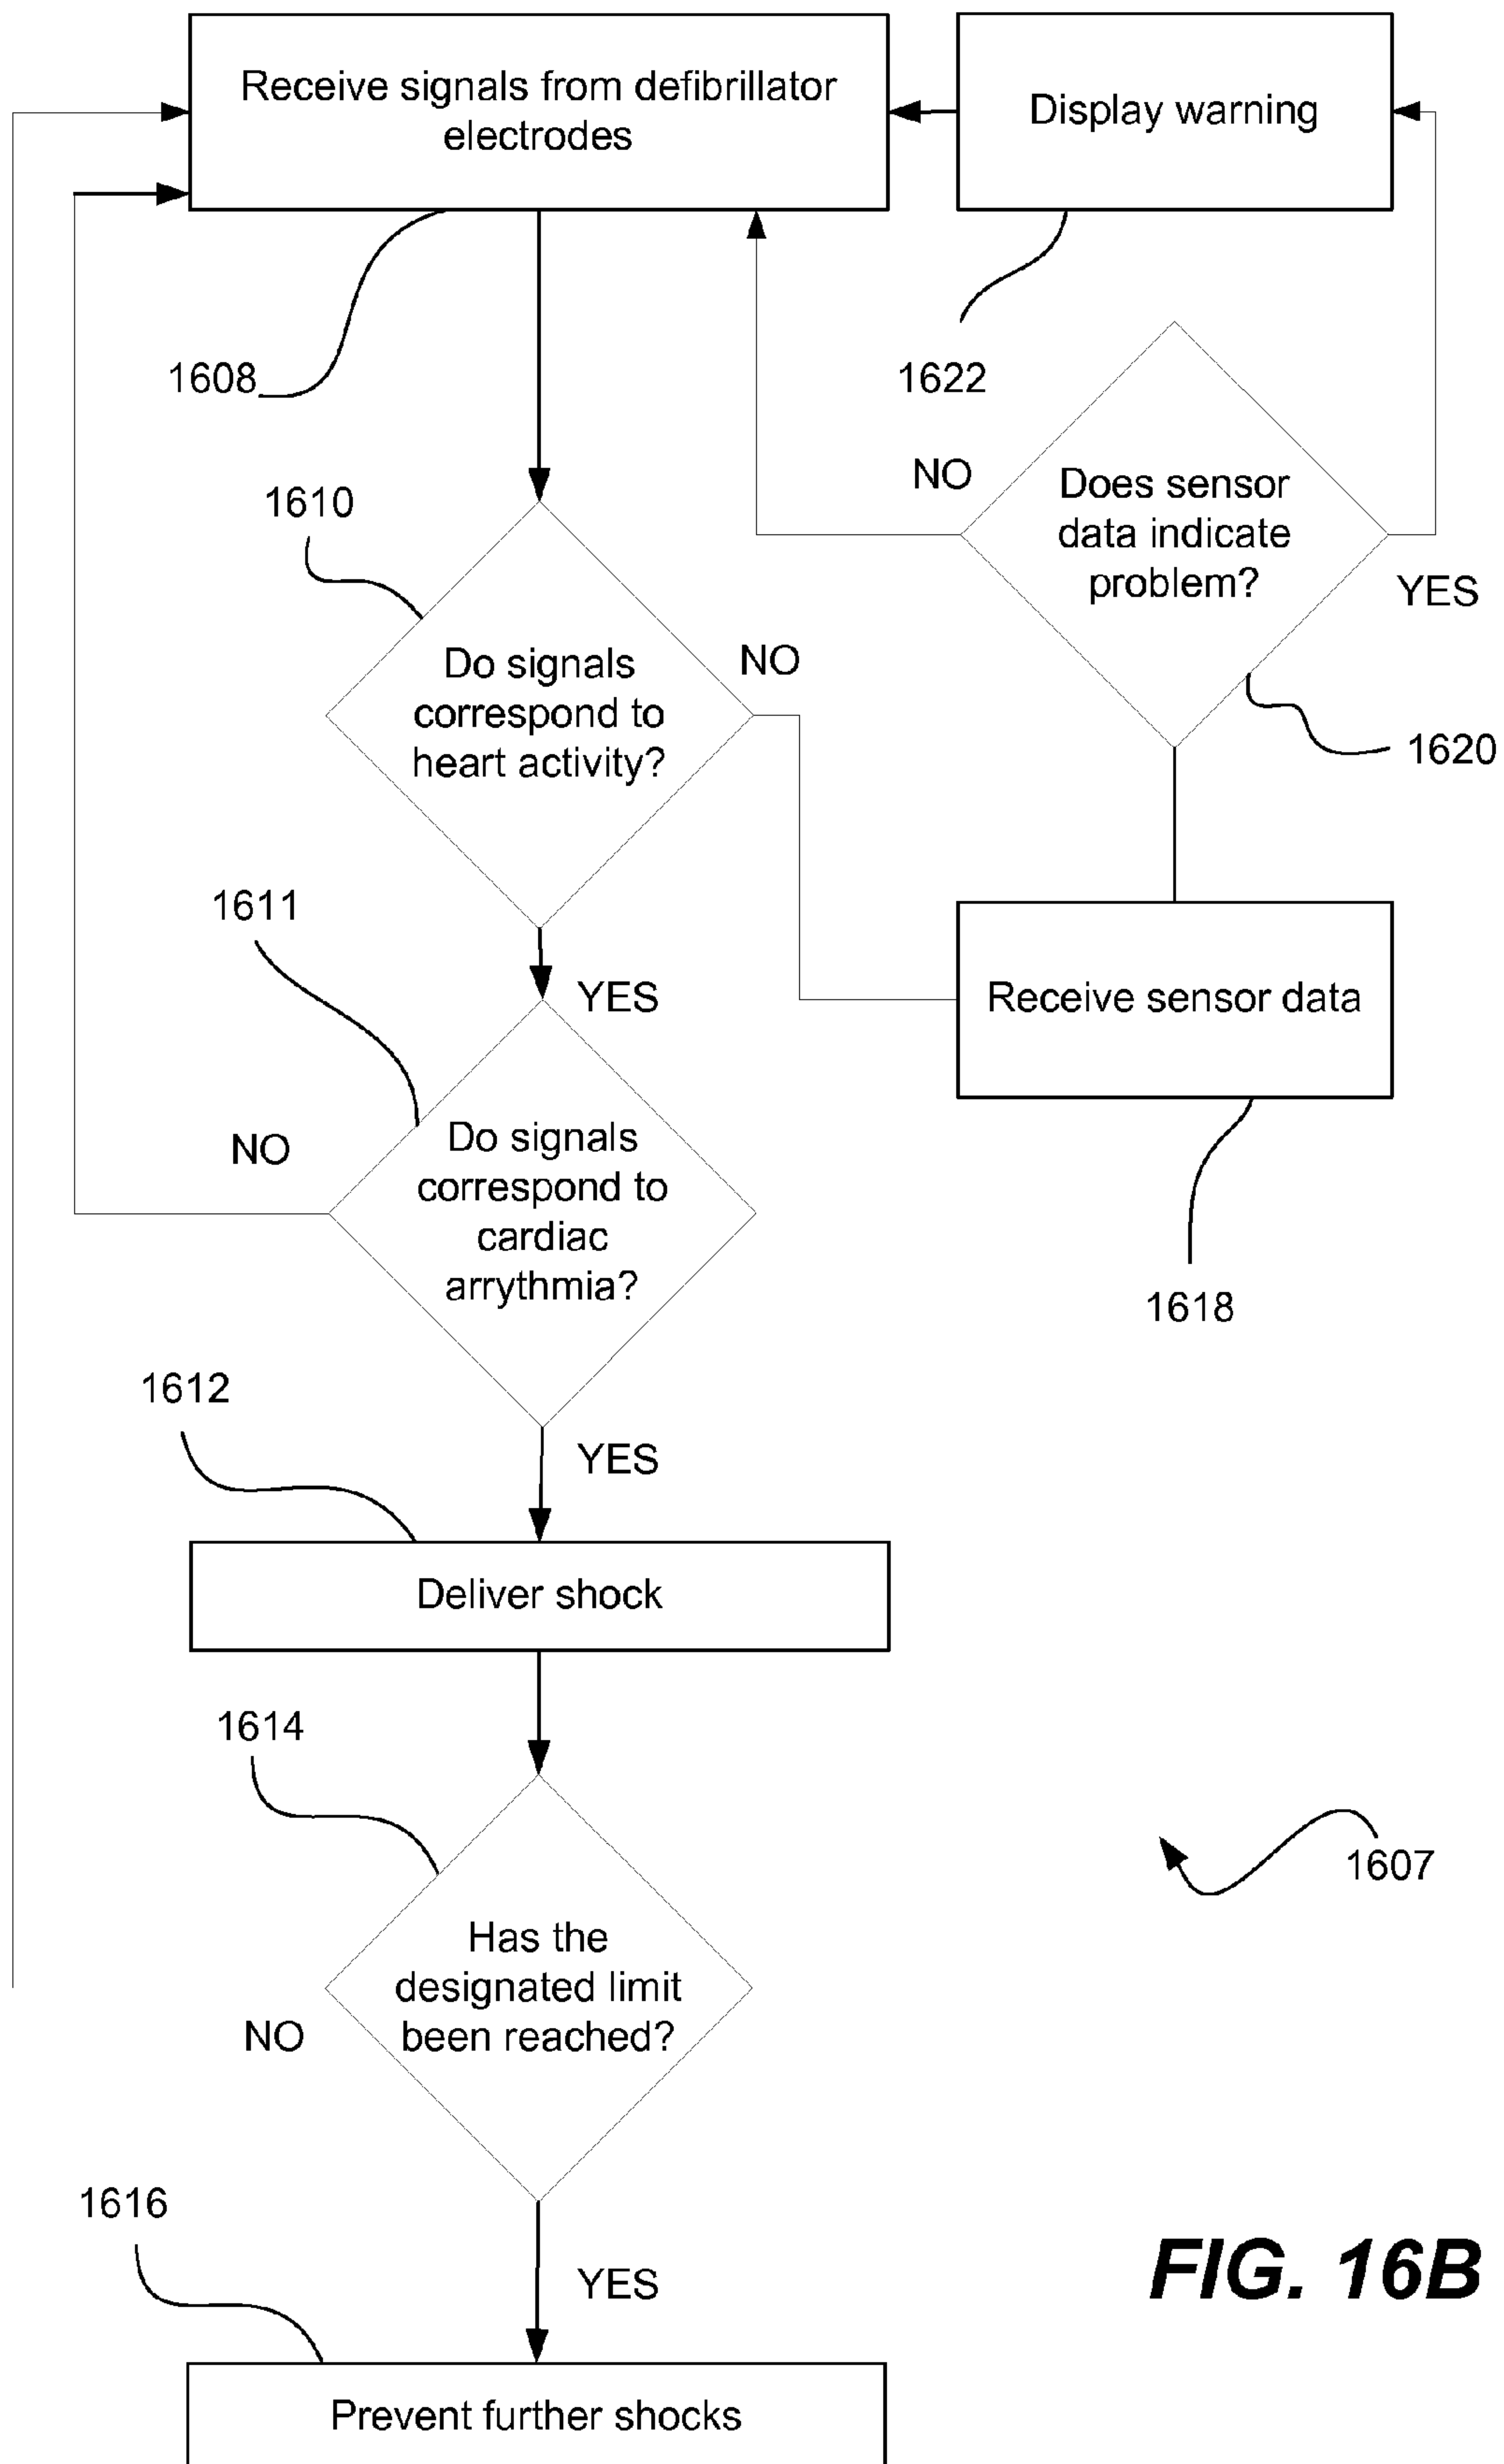 Receive signals from defibrillator
electrodes
Display warning
1608
1622
NO
Does sensor
data indicate
problem?
YES
1610
Do signals
correspond to
heart activity?
NO
1620
1611
YES
Receive sensor data
NO
Do signals
correspond to
cardiac
arrythmia?
1618
1612
YES
Deliver shock
1614
1607
Has the
designated limit
been reached?
NO
1616
YES
FIG. 16B
Prevent further shocks